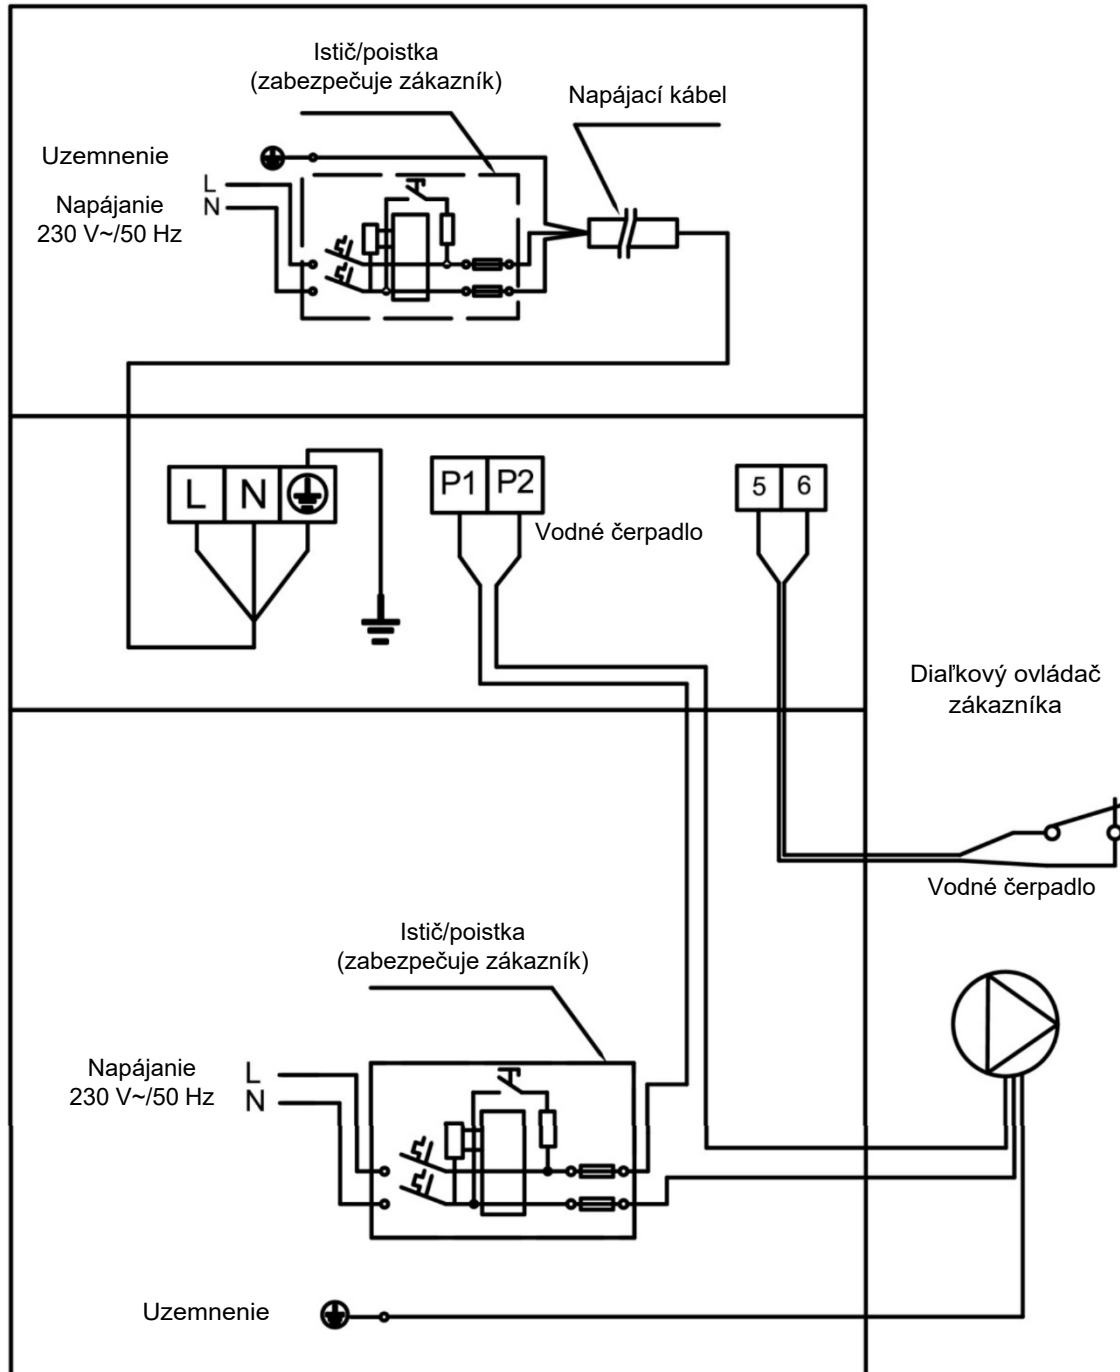 Istič/poistka
(zabezpečuje zákazník)
Napájací kábel
Uzemnenie
L
Napájanie
N
230 V~/50 Hz
L N
P1 P2
5 6
Vodné čerpadlo
Diaľkový ovládač
zákazníka
Vodné čerpadlo
Istič/poistka
(zabezpečuje zákazník)
Napájanie
L
230 V~/50 Hz
N
Uzemnenie